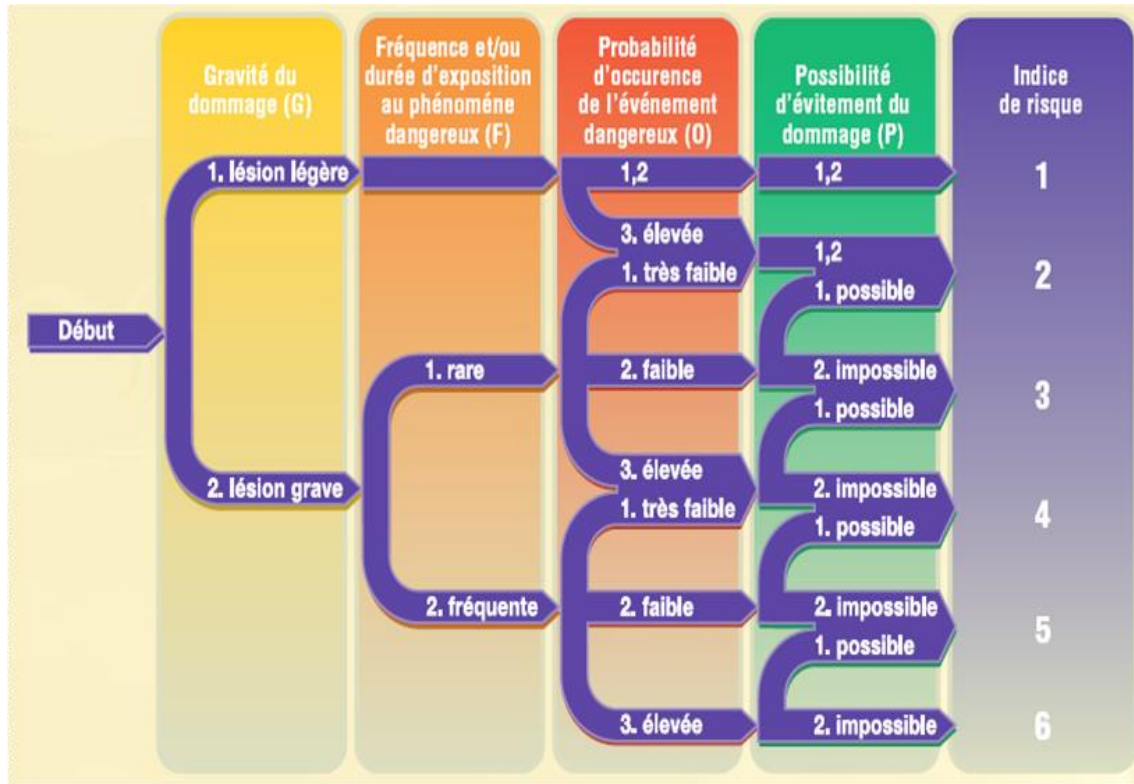 Gravité du
dommage (G)
Fréquence et/ou
durée d'exposition
au phénoméne
dangereux (F)
Probabilité
d'occurence
de l'événement
dangereux (O)
Possibilité
d'évitement du
dommage (P)
Indice
de risque
Début
1. lésion légère
2. lésion grave
1. rare
2. fréquente
1,2
3. élevée
1. très faible
2. faible
3. élevée
1. très faible
2. faible
3. élevée
1,2
1,2
1. possible
2. impossible
1. possible
2. impossible
1. possible
2. impossible
1. possible
2. impossible
1
2
3
4
5
6